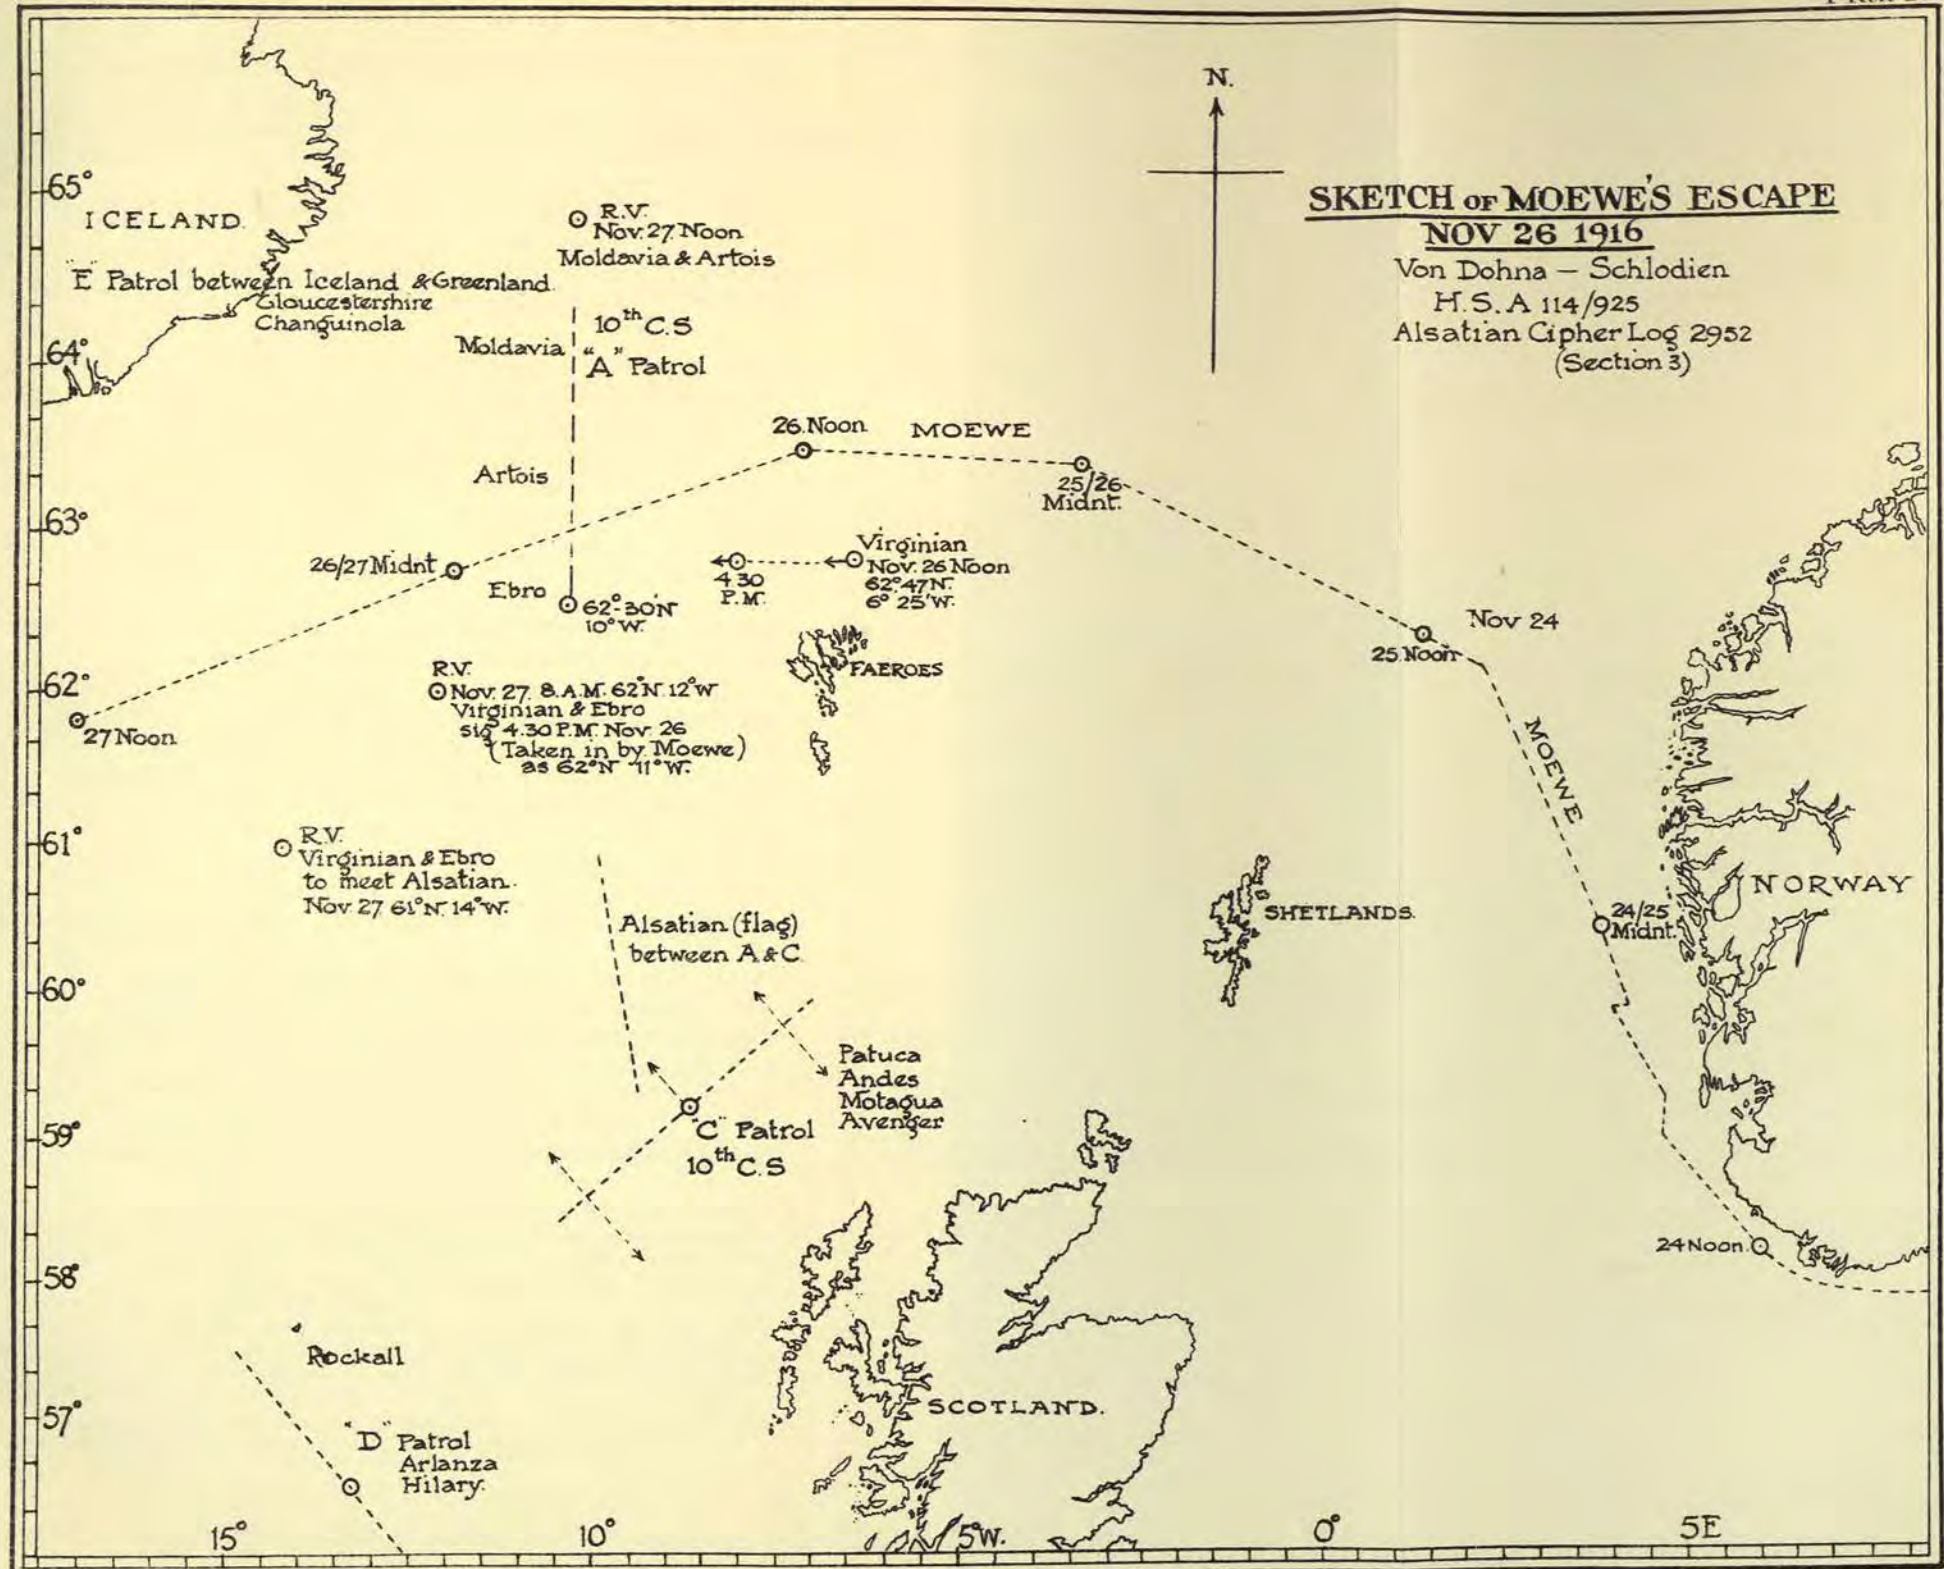 N.
SKETCH OF MOEWE'S ESCAPE
NOV 26 1916
Von Dohna – Schlodien
H.S.A 114/925
Alsatian Cipher Log 2952
(Section 3)
65°
ICELAND.
R.V.
Nov. 27. Noon
Moldavia & Artois
"E" Patrol between Iceland & Greenland.
Gloucestershire
Changuinola
10th C.S
"A" Patrol
Moldavia
64°
26. Noon
MOEWE
Artois
25/26
Midnt.
63°
26/27 Midnt
Ebro
62°-30'N
10°W.
4.30
P.M.
Virginian
Nov. 26 Noon
62°47N.
6° 25'W.
Nov 24
25 Noon
FAEROES
62°
R.V.
Nov. 27. 8.A.M. 62°N. 12°W
Virginian & Ebro
sig 4.30 P.M. Nov 26
(Taken in by Moewe)
as 62°N 11°W.
27 Noon
MOEWE
61°
R.V.
Virginian & Ebro
to meet Alsatian.
Nov 27 61°N. 14°W.
NORWAY
SHETLANDS.
24/25
Midnt.
Alsatian (flag)
between A & C
60°
Patuca
Andes
Motagua
Avenger
59°
"C" Patrol
10th C.S
24 Noon.
58°
Rockall
57°
SCOTLAND.
"D" Patrol
Arlanza
Hilary.
15°
10°
5°W.
0°
5E